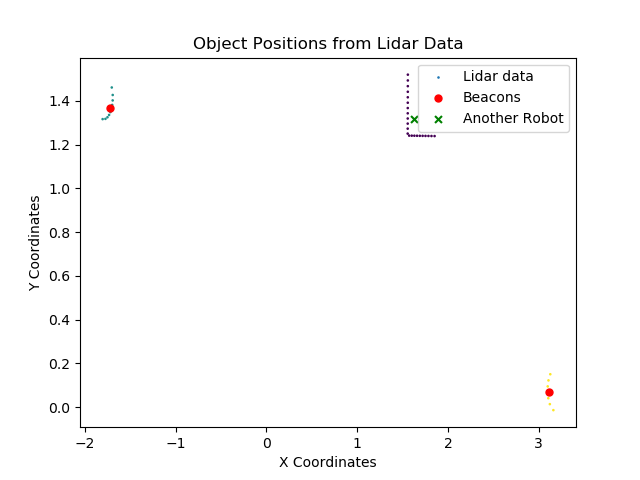 Object Positions from Lidar Data
Lidar data
Beacons
Another Robot
1.4
1.2
1.0
0.8
0.6
0.4
0.2
0.0
Y Coordinates
−2
−1
0
1
2
3
X Coordinates